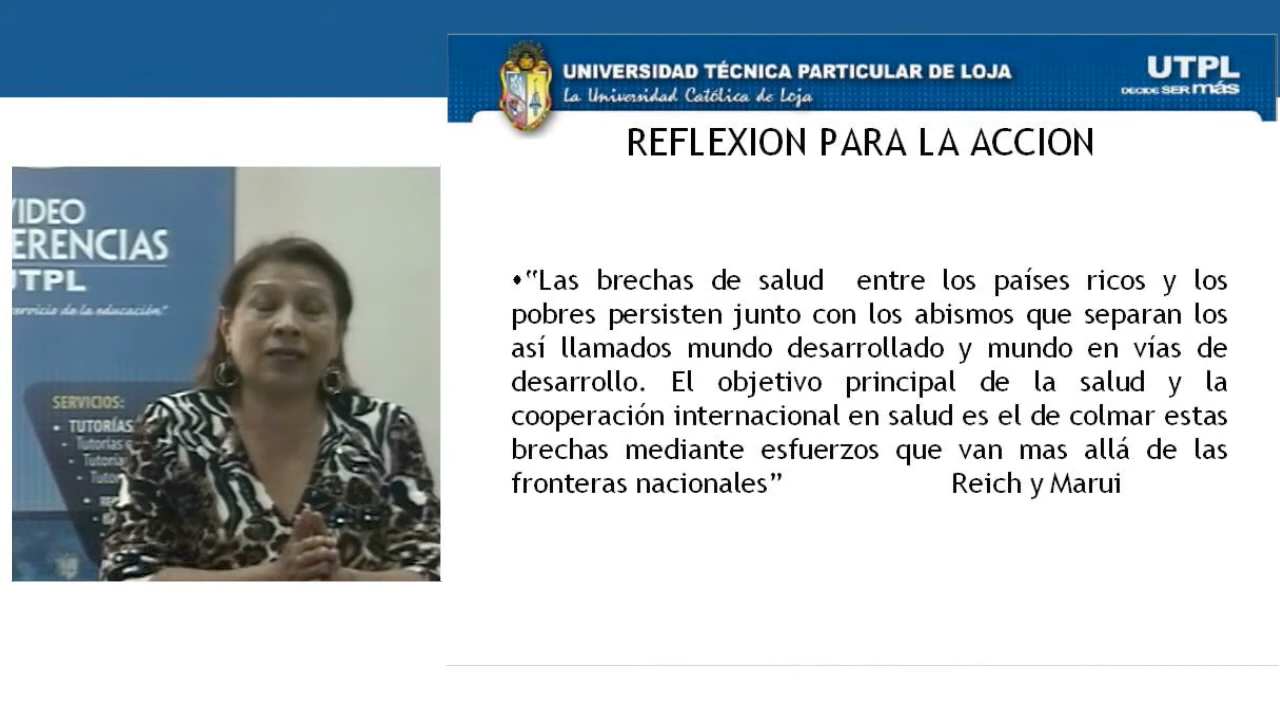 UNIVERSIDAD TÉCNICA PARTICULAR DE LOJA
La Universidad Católica de Loja
UTPL
DECIDE SER más
REFLEXION PARA LA ACCION
•“Las brechas de salud entre los países ricos y los
pobres persisten junto con los abismos que separan los
así llamados mundo desarrollado y mundo en vías de
desarrollo. El objetivo principal de la salud y la
cooperación internacional en salud es el de colmar estas
brechas mediante esfuerzos que van mas allá de las
fronteras nacionales” Reich y Marui
IDEO
ERENCIAS
UTPL
servicio de la educación”
SERVICIOS:
• TUTORÍAS
- Tutorías
- Tutoría